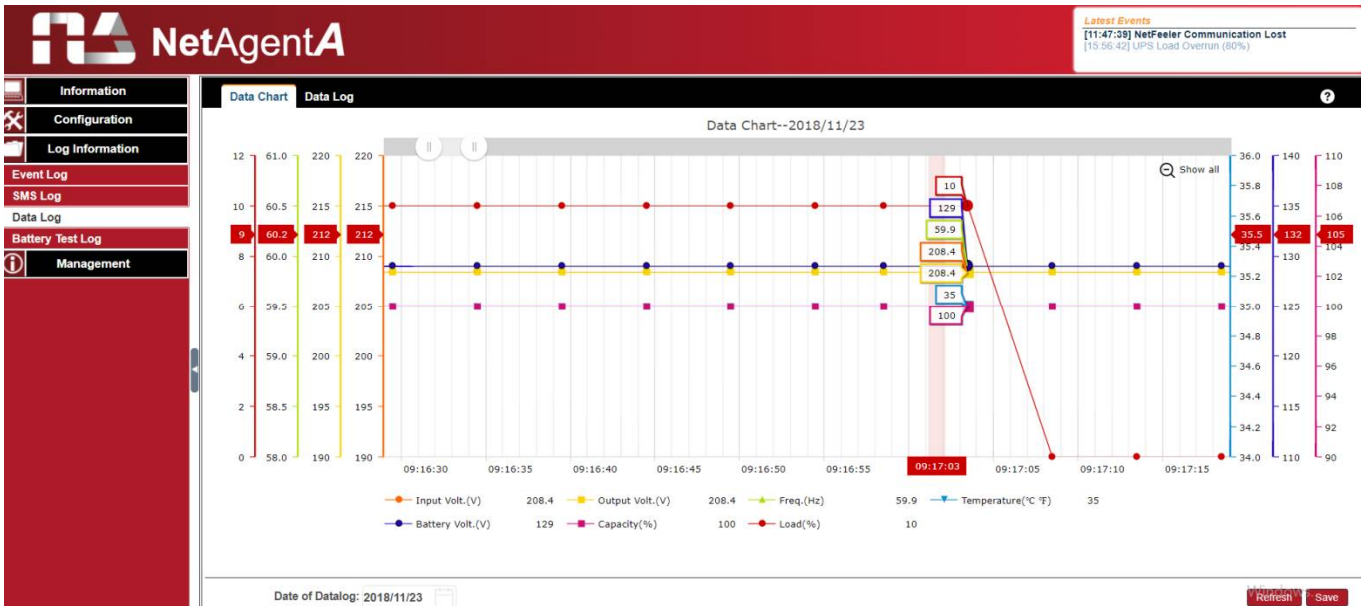 NetAgentA
Latest Events
[11:47:39] NetFeeler Communication Lost
[15:56:42] UPS Load Overrun (80%)
Information
Configuration
Log Information
Event Log
SMS Log
Data Log
Battery Test Log
Management
Data Chart Data Log
?
Data Chart--2018/11/23
Show all
12 61.0 220 220 36.0 140 110
35.8 108
10 60.5 215 215 10 35.6 135 106
129
9 60.2 212 212 59.9 35.5 132 105
35.4 104
8 60.0 210 210 208.4 130
208.4 35.2 102
35
6 59.5 205 205 100 35.0 125 100
34.8 98
4 59.0 200 200 120
34.6 96
34.4 94
2 58.5 195 195 115
34.2 92
0 58.0 190 190 34.0 110 90
09:16:30 09:16:35 09:16:40 09:16:45 09:16:50 09:16:55 09:17:03 09:17:05 09:17:10 09:17:15
Input Volt.(V) 208.4 Output Volt.(V) 208.4 Freq.(Hz) 59.9 Temperature(℃ ℉) 35
Battery Volt.(V) 129 Capacity(%) 100 Load(%) 10
Date of Datalog: 2018/11/23
Windows
Refresh Save